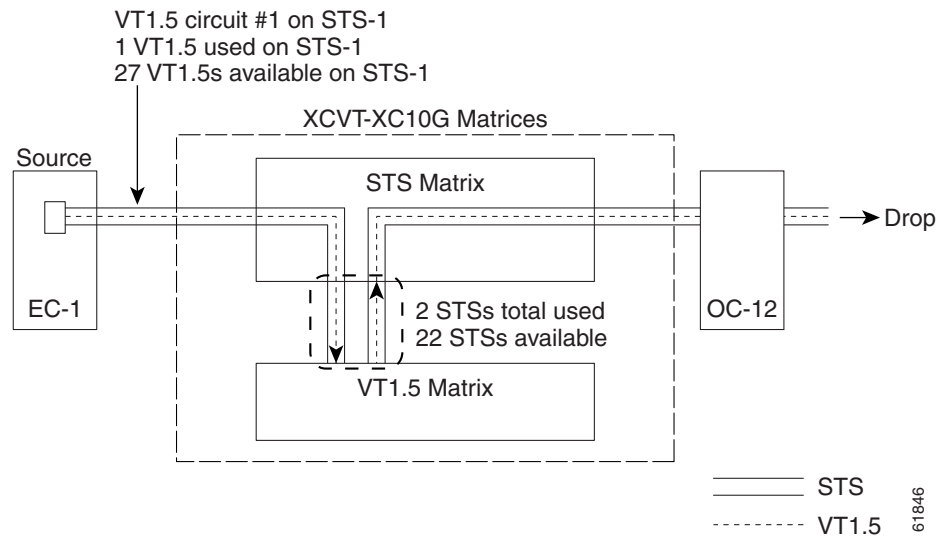 VT1.5 circuit #1 on STS-1
1 VT1.5 used on STS-1
27 VT1.5s available on STS-1
XCVT-XC10G Matrices
Source
STS Matrix
Drop
EC-1
2 STSs total used
22 STSs available
OC-12
VT1.5 Matrix
STS
VT1.5
61846